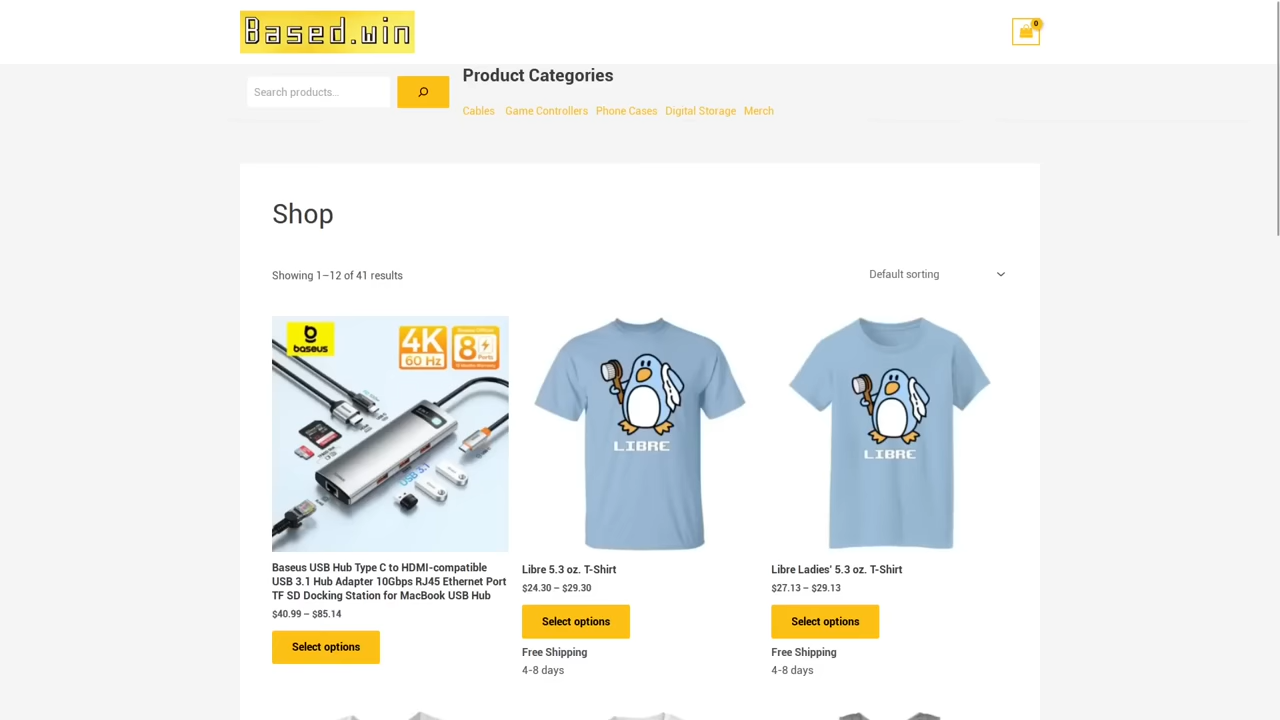 Based.win
0
Search products…
Product Categories
Cables Game Controllers Phone Cases Digital Storage Merch
Shop
Showing 1–12 of 41 results
Default sorting
baseus
4K
60 Hz
8
Ports
USB 3.1
LIBRE
LIBRE
Baseus USB Hub Type C to HDMI-compatible
USB 3.1 Hub Adapter 10Gbps RJ45 Ethernet Port
TF SD Docking Station for MacBook USB Hub
$40.99 – $85.14
Select options
Libre 5.3 oz. T-Shirt
$24.30 – $29.30
Select options
Free Shipping
4-8 days
Libre Ladies' 5.3 oz. T-Shirt
$27.13 – $29.13
Select options
Free Shipping
4-8 days